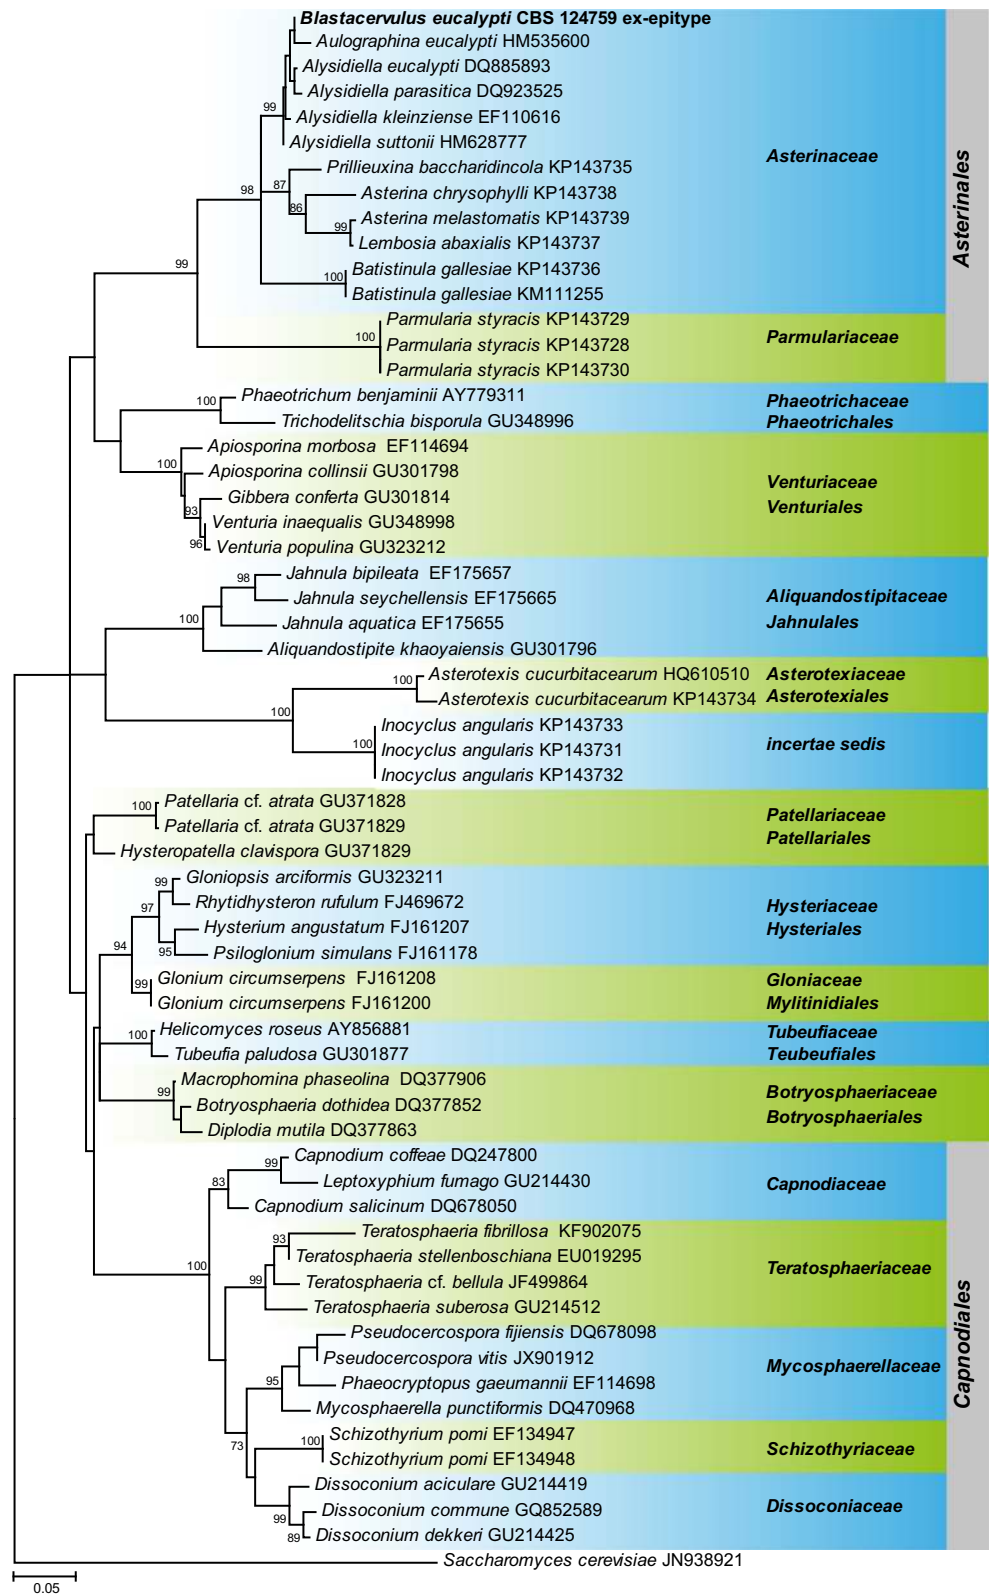 Blastacervulus eucalypti CBS 124759 ex-epitype
Aulographina eucalypti HM535600
Alysidiella eucalypti DQ885893
Alysidiella parasitica DQ923525
99
Alysidiella kleinziense EF110616
Alysidiella suttonii HM628777
Asterinaceae
Prillieuxina baccharidincola KP143735
87
98
Asterina chrysophylli KP143738
86
Asterina melastomatis KP143739
99
Lembosia abaxialis KP143737
Batistinula gallesiae KP143736
99
100
Batistinula gallesiae KM111255
Asterinales
Parmularia styracis KP143729
100
Parmularia styracis KP143728
Parmulariaceae
Parmularia styracis KP143730
Phaeotrichum benjaminii AY779311
100
Phaeotrichaceae
Trichodelitschia bisporula GU348996
Phaeotrichales
Apiosporina morbosa EF114694
100
Apiosporina collinsii GU301798
Venturiaceae
Gibbera conferta GU301814
Venturiales
93
Venturia inaequalis GU348998
96
Venturia populina GU323212
Jahnula bipileata EF175657
98
Jahnula seychellensis EF175665
Aliquandostipitaceae
100
Jahnula aquatica EF175655
Jahnulales
Aliquandostipite khaoyaiensis GU301796
Asterotexis cucurbitacearum HQ610510
Asterotexiaceae
100
Asterotexis cucurbitacearum KP143734
Asterotexiales
100
Inocyclus angularis KP143733
100
Inocyclus angularis KP143731
incertae sedis
Inocyclus angularis KP143732
Patellaria cf. atrata GU371828
100
Patellariaceae
Patellaria cf. atrata GU371829
Patellariales
Hysteropatella clavispora GU371829
Gloniopsis arciformis GU323211
99
Rhytidhysteron rufulum FJ469672
97
Hysteriaceae
Hysterium angustatum FJ161207
Hysteriales
94
95
Psiloglonium simulans FJ161178
Glonium circumserpens FJ161208
99
Gloniaceae
Glonium circumserpens FJ161200
Mylitinidiales
Helicomyces roseus AY856881
100
Tubeufiaceae
Tubeufia paludosa GU301877
Teubeufiales
Macrophomina phaseolina DQ377906
99
Botryosphaeriaceae
Botryosphaeria dothidea DQ377852
Botryosphaeriales
Diplodia mutila DQ377863
Capnodium coffeae DQ247800
99
Leptoxyphium fumago GU214430
83
Capnodiaceae
Capnodium salicinum DQ678050
Teratosphaeria fibrillosa KF902075
93
Teratosphaeria stellenboschiana EU019295
100
Teratosphaeriaceae
99
Teratosphaeria cf. bellula JF499864
Teratosphaeria suberosa GU214512
Capnodiales
Pseudocercospora fijiensis DQ678098
Pseudocercospora vitis JX901912
Mycosphaerellaceae
95
Phaeocryptopus gaeumannii EF114698
Mycosphaerella punctiformis DQ470968
Schizothyrium pomi EF134947
73
100
Schizothyriaceae
Schizothyrium pomi EF134948
Dissoconium aciculare GU214419
Dissoconiaceae
Dissoconium commune GQ852589
99
89
Dissoconium dekkeri GU214425
Saccharomyces cerevisiae JN938921
0.05